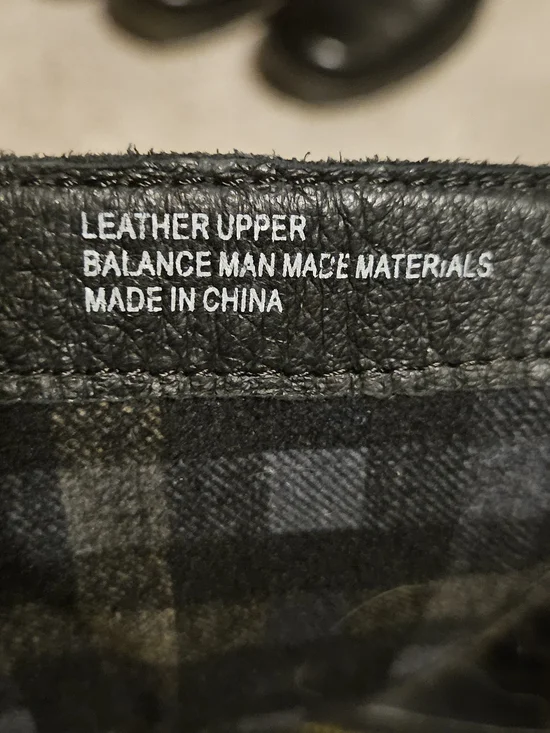 LEATHER UPPER
BALANCE MAN MADE MATERIALS
MADE IN CHINA